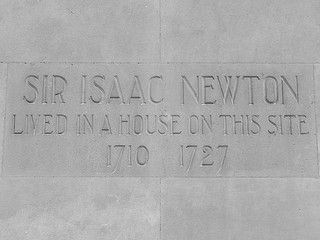 SIR ISAAC NEWTON
LIVED IN A HOUSE ON THIS SITE
1710 1727